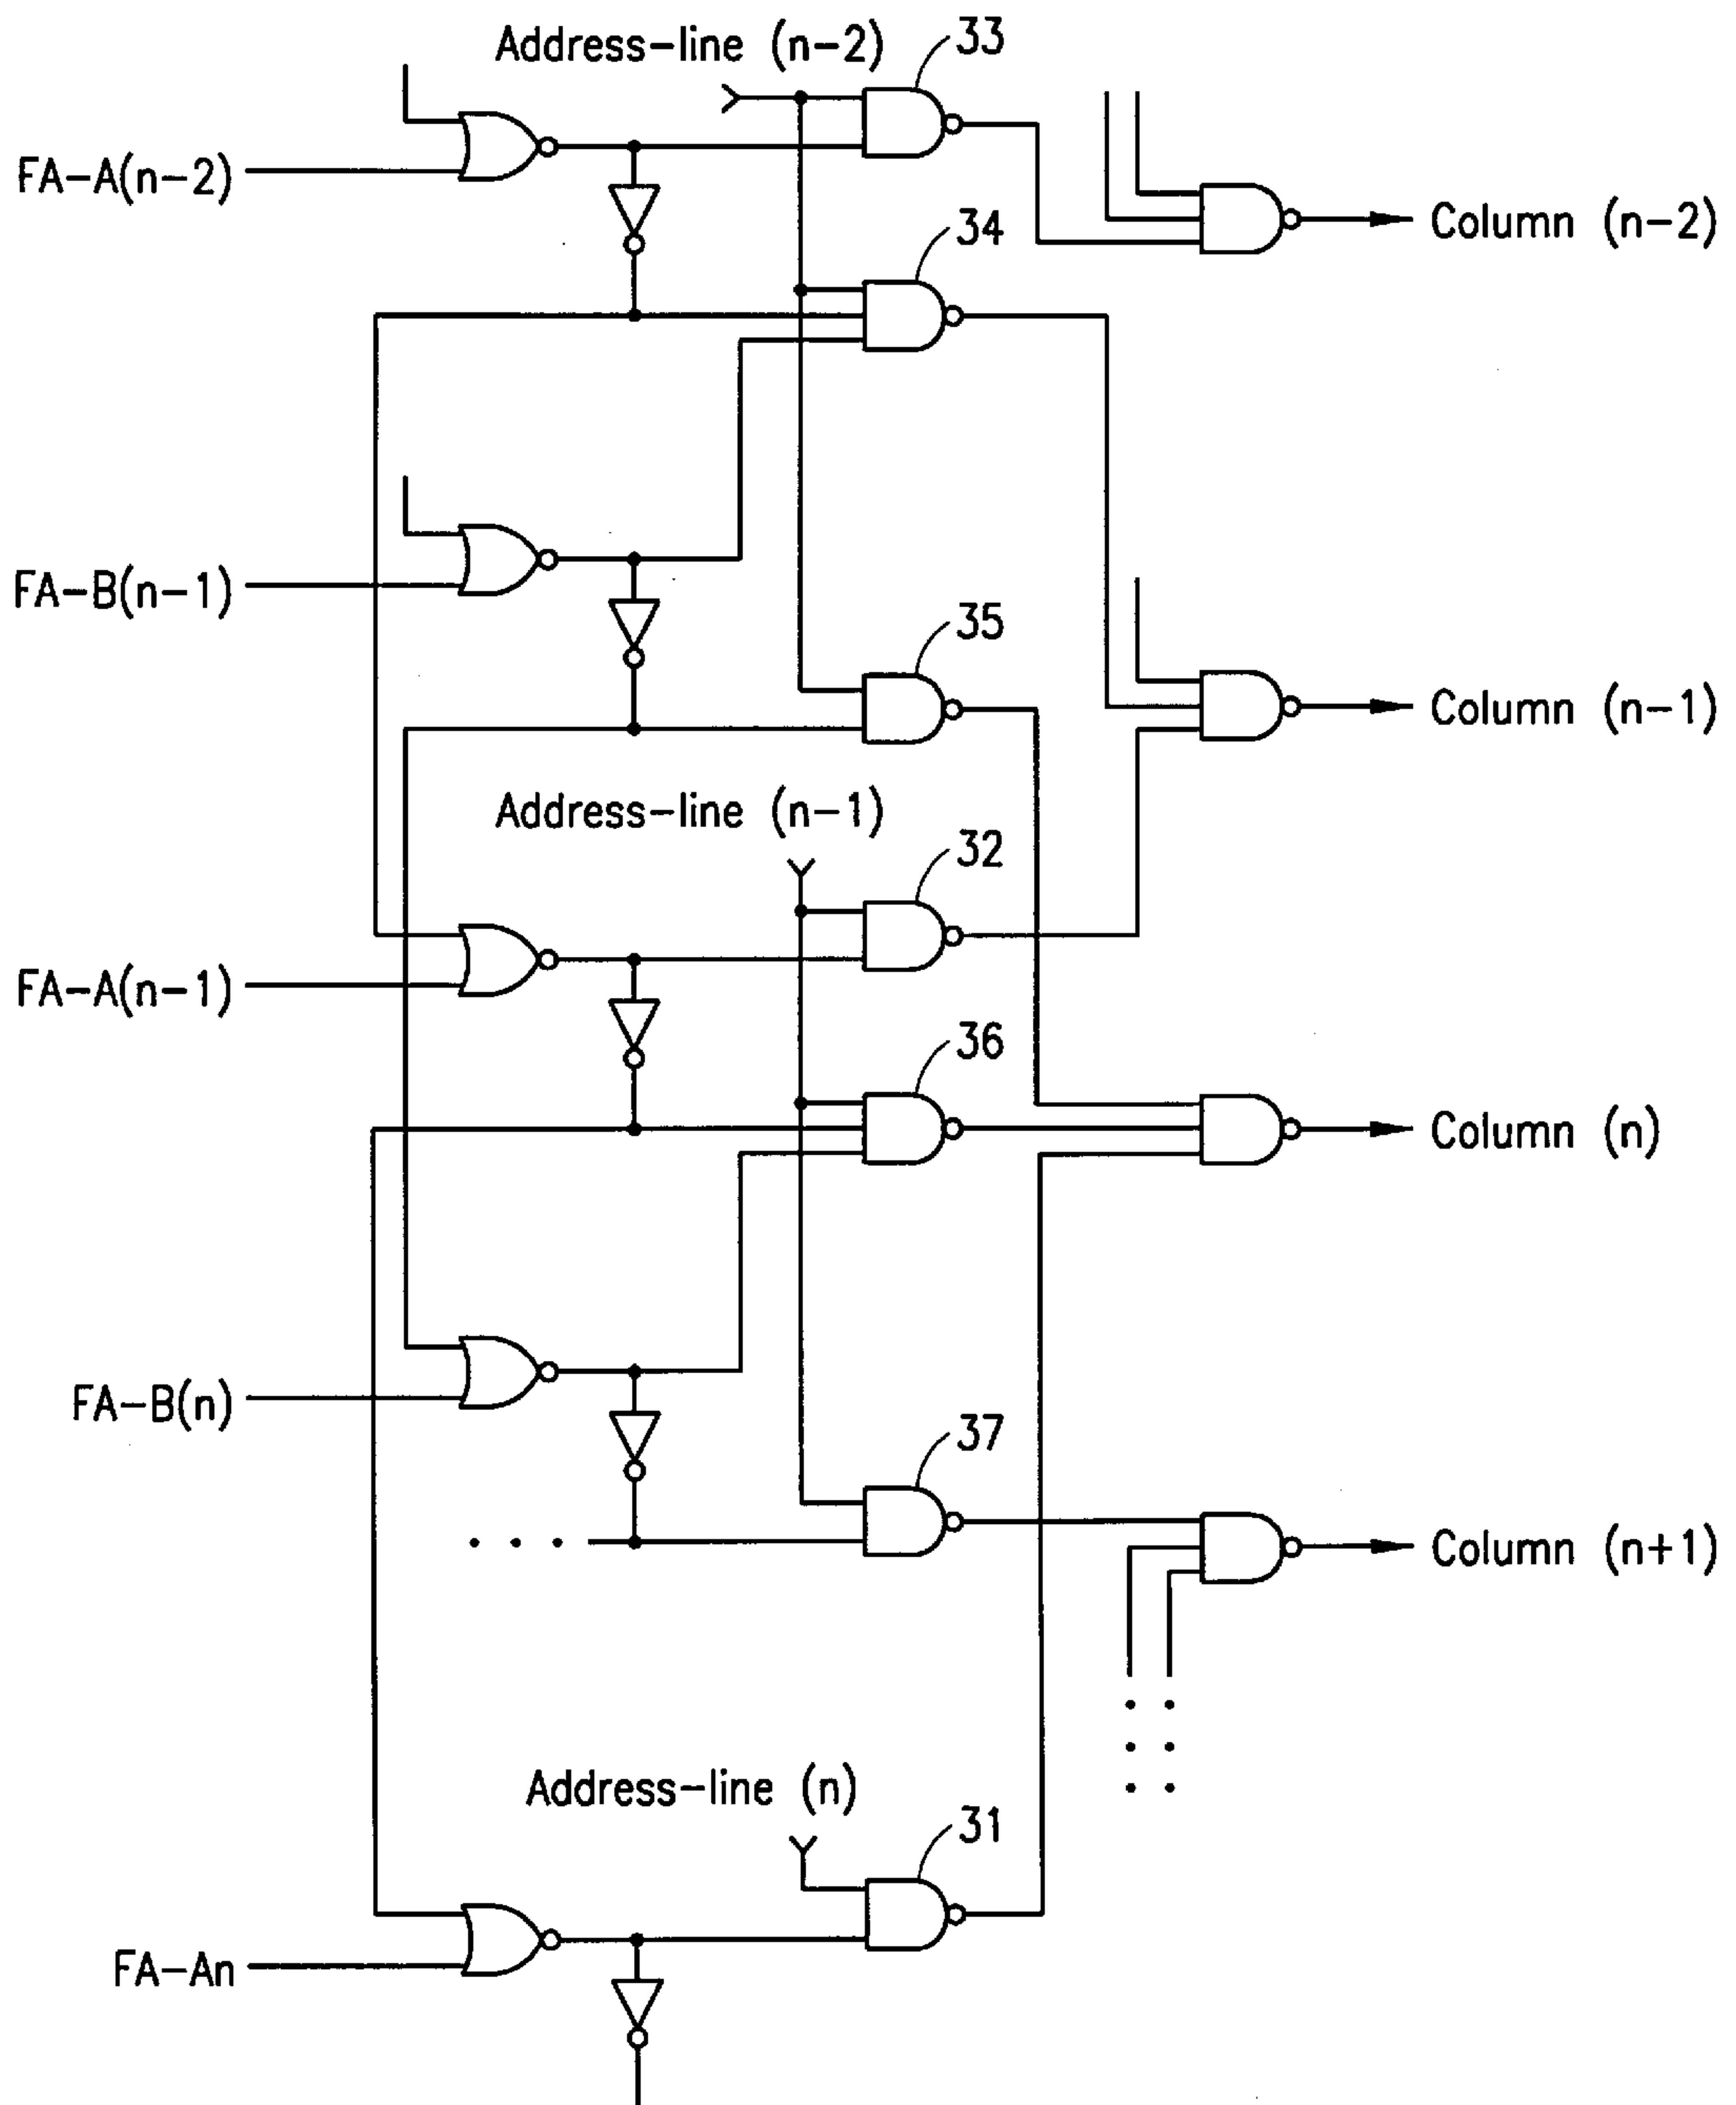 Address-line (n-2)
33
FA-A(n-2)
34
Column (n-2)
FA-B(n-1)
35
Column (n-1)
Address-line (n-1)
32
FA-A(n-1)
36
Column (n)
FA-B(n)
37
Column (n+1)
Address-line (n)
31
FA-An